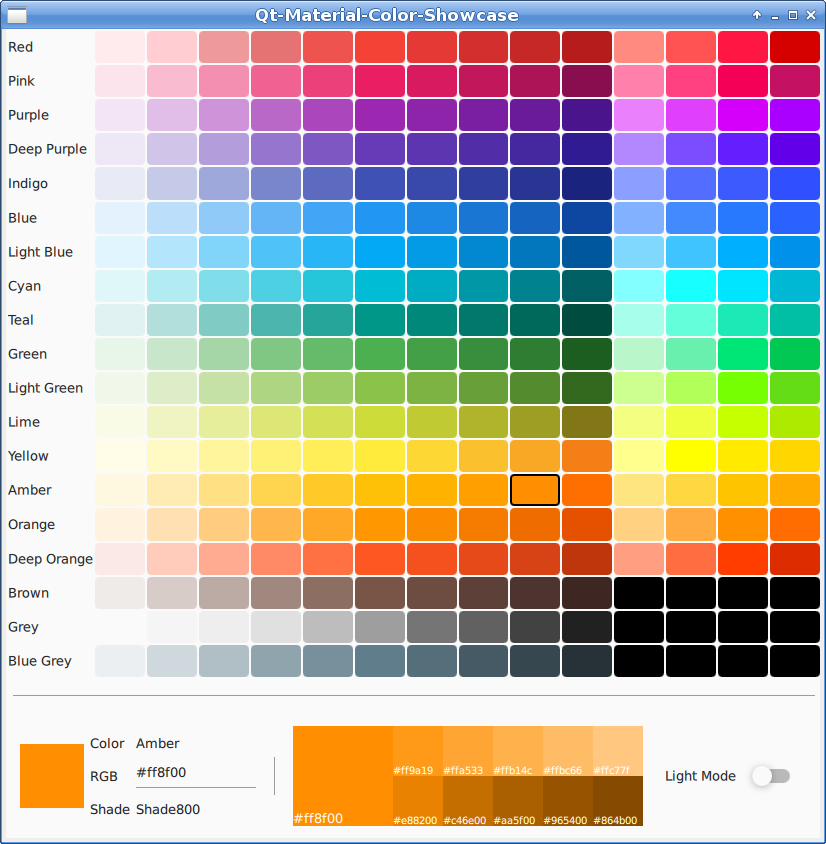 Qt-Material-Color-Showcase
Red
Pink
Purple
Deep Purple
Indigo
Blue
Light Blue
Cyan
Teal
Green
Light Green
Lime
Yellow
Amber
Orange
Deep Orange
Brown
Grey
Blue Grey
Color Amber
RGB #ff8f00
Shade Shade800
#ff8f00
#ff9a19 #ffa533 #ffb14c #ffbc66 #ffc77f
#e88200 #c46e00 #aa5f00 #965400 #864b00
Light Mode